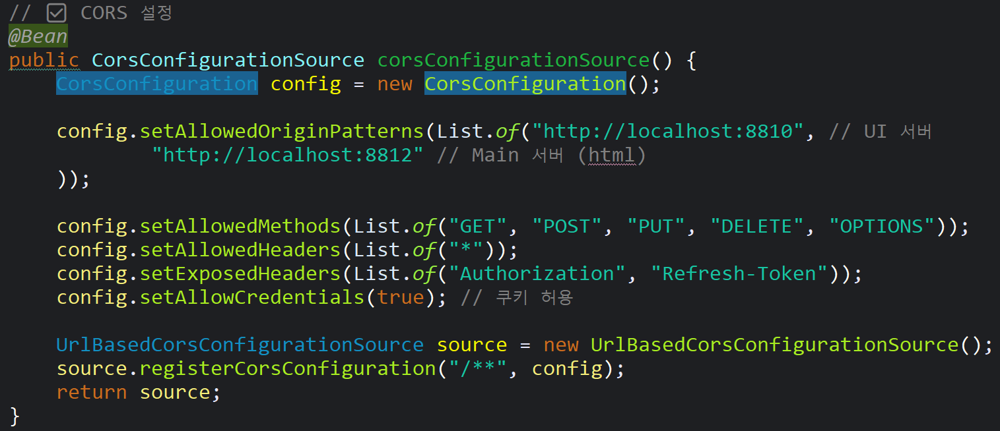 // ☑ CORS 설정
@Bean
public CorsConfigurationSource corsConfigurationSource() {
    CorsConfiguration config = new CorsConfiguration();

    config.setAllowedOriginPatterns(List.of("http://localhost:8810", // UI 서버
            "http://localhost:8812" // Main 서버 (html)
    ));

    config.setAllowedMethods(List.of("GET", "POST", "PUT", "DELETE", "OPTIONS"));
    config.setAllowedHeaders(List.of("*"));
    config.setExposedHeaders(List.of("Authorization", "Refresh-Token"));
    config.setAllowCredentials(true); // 쿠키 허용

    UrlBasedCorsConfigurationSource source = new UrlBasedCorsConfigurationSource();
    source.registerCorsConfiguration("/**", config);
    return source;
}